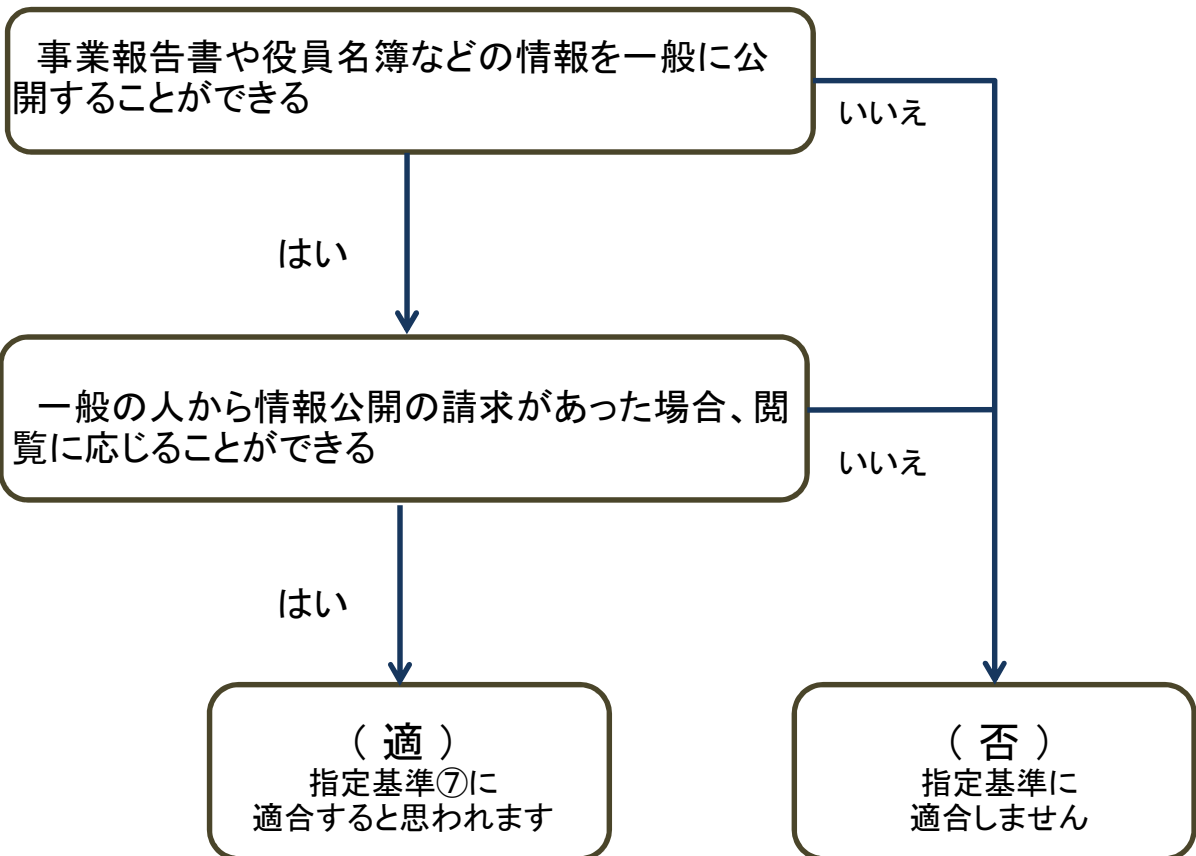 事業報告書や役員名簿などの情報を一般に公
開することができる
いいえ
はい
一般の人から情報公開の請求があった場合、閲
覧に応じることができる
いいえ
はい
（ 適 ）
指定基準⑦に
適合すると思われます
（ 否 ）
指定基準に
適合しません